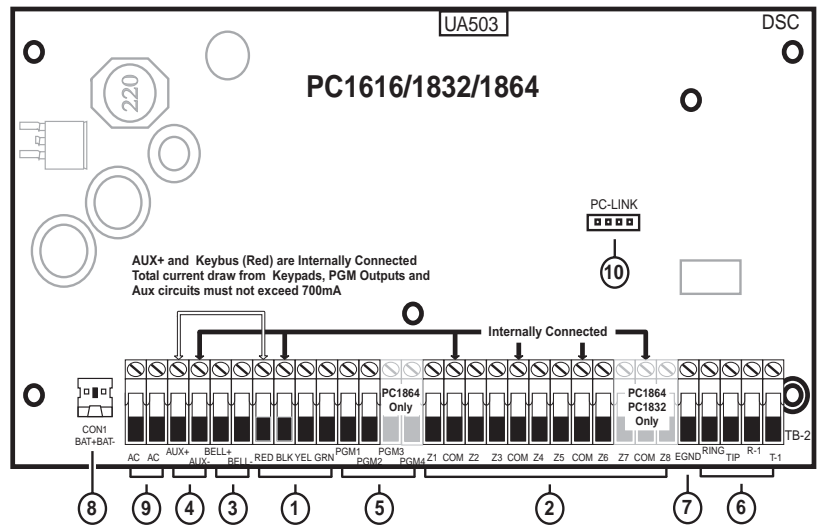 UA503
DSC
PC1616/1832/1864
220
PC-LINK
10
AUX+ and Keybus (Red) are Internally Connected
Total current draw from Keypads, PGM Outputs and
Aux circuits must not exceed 700mA
Internally Connected
PC1864
Only
PC1864
PC1832
Only
CON1
BAT+BAT-
TB-2
AC AC AUX+ AUX- BELL+ BELL- RED BLK YEL GRN PGM1 PGM2 PGM3 PGM4 Z1 COM Z2 Z3 COM Z4 Z5 COM Z6 Z7 COM Z8 EGND RING TIP R-1 T-1
8 9 4 3 1 5 2 7 6